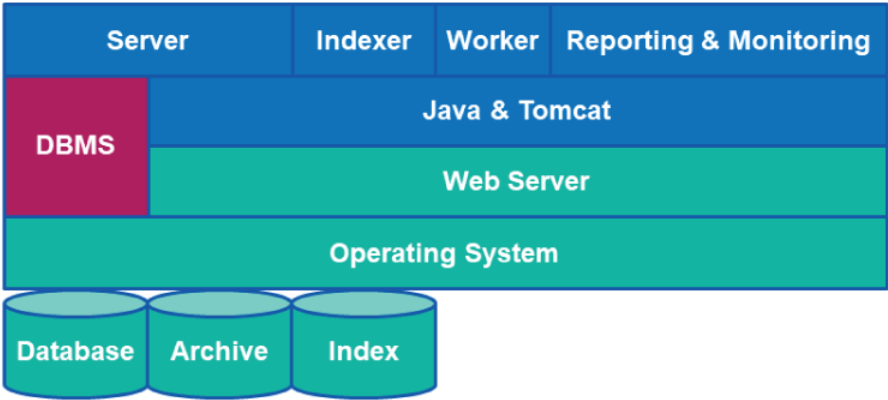 Server
Indexer
Worker
Reporting & Monitoring
DBMS
Java & Tomcat
Web Server
Operating System
Database
Archive
Index